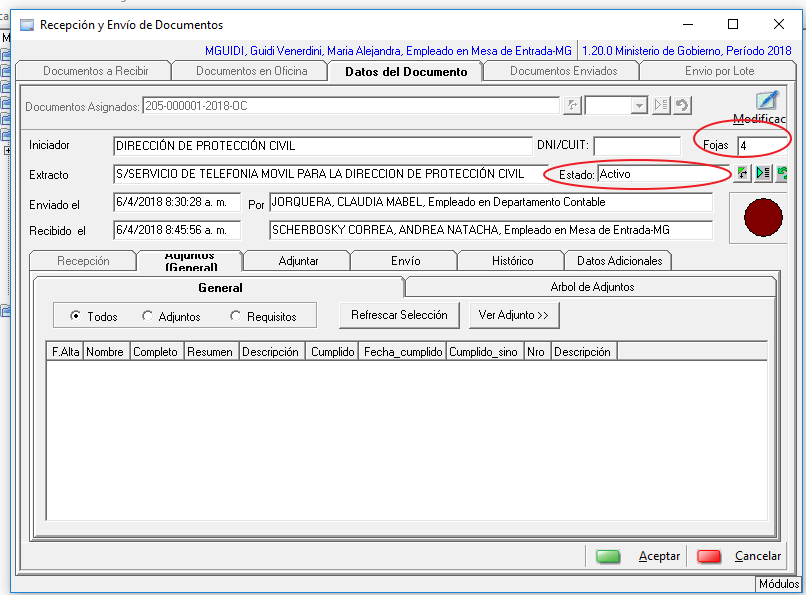 Recepción y Envío de Documentos
MGUIDI, Guidi Venerdini, Maria Alejandra, Empleado en Mesa de Entrada-MG 1.20.0 Ministerio de Gobierno, Período 2018
Documentos a Recibir Documentos en Oficina Datos del Documento Documentos Enviados Envio por Lote
Documentos Asignados: 205-000001-2018-OC
Modificac
Iniciador DIRECCIÓN DE PROTECCIÓN CIVIL DNI/CUIT: Fojas 4
Extracto S/SERVICIO DE TELEFONIA MOVIL PARA LA DIRECCION DE PROTECCIÓN CIVIL Estado: Activo
Enviado el 6/4/2018 8:30:28 a. m. Por JORQUERA, CLAUDIA MABEL, Empleado en Departamento Contable
Recibido el 6/4/2018 8:45:56 a. m. SCHERBOSKY CORREA, ANDREA NATACHA, Empleado en Mesa de Entrada-MG
Recepción Adjuntos (General) Adjuntar Envío Histórico Datos Adicionales
General Arbol de Adjuntos
Todos Adjuntos Requisitos Refrescar Selección Ver Adjunto >>
F.Alta Nombre Completo Resumen Descripción Cumplido Fecha_cumplido Cumplido_sino Nro Descripción
Aceptar Cancelar
Módulos